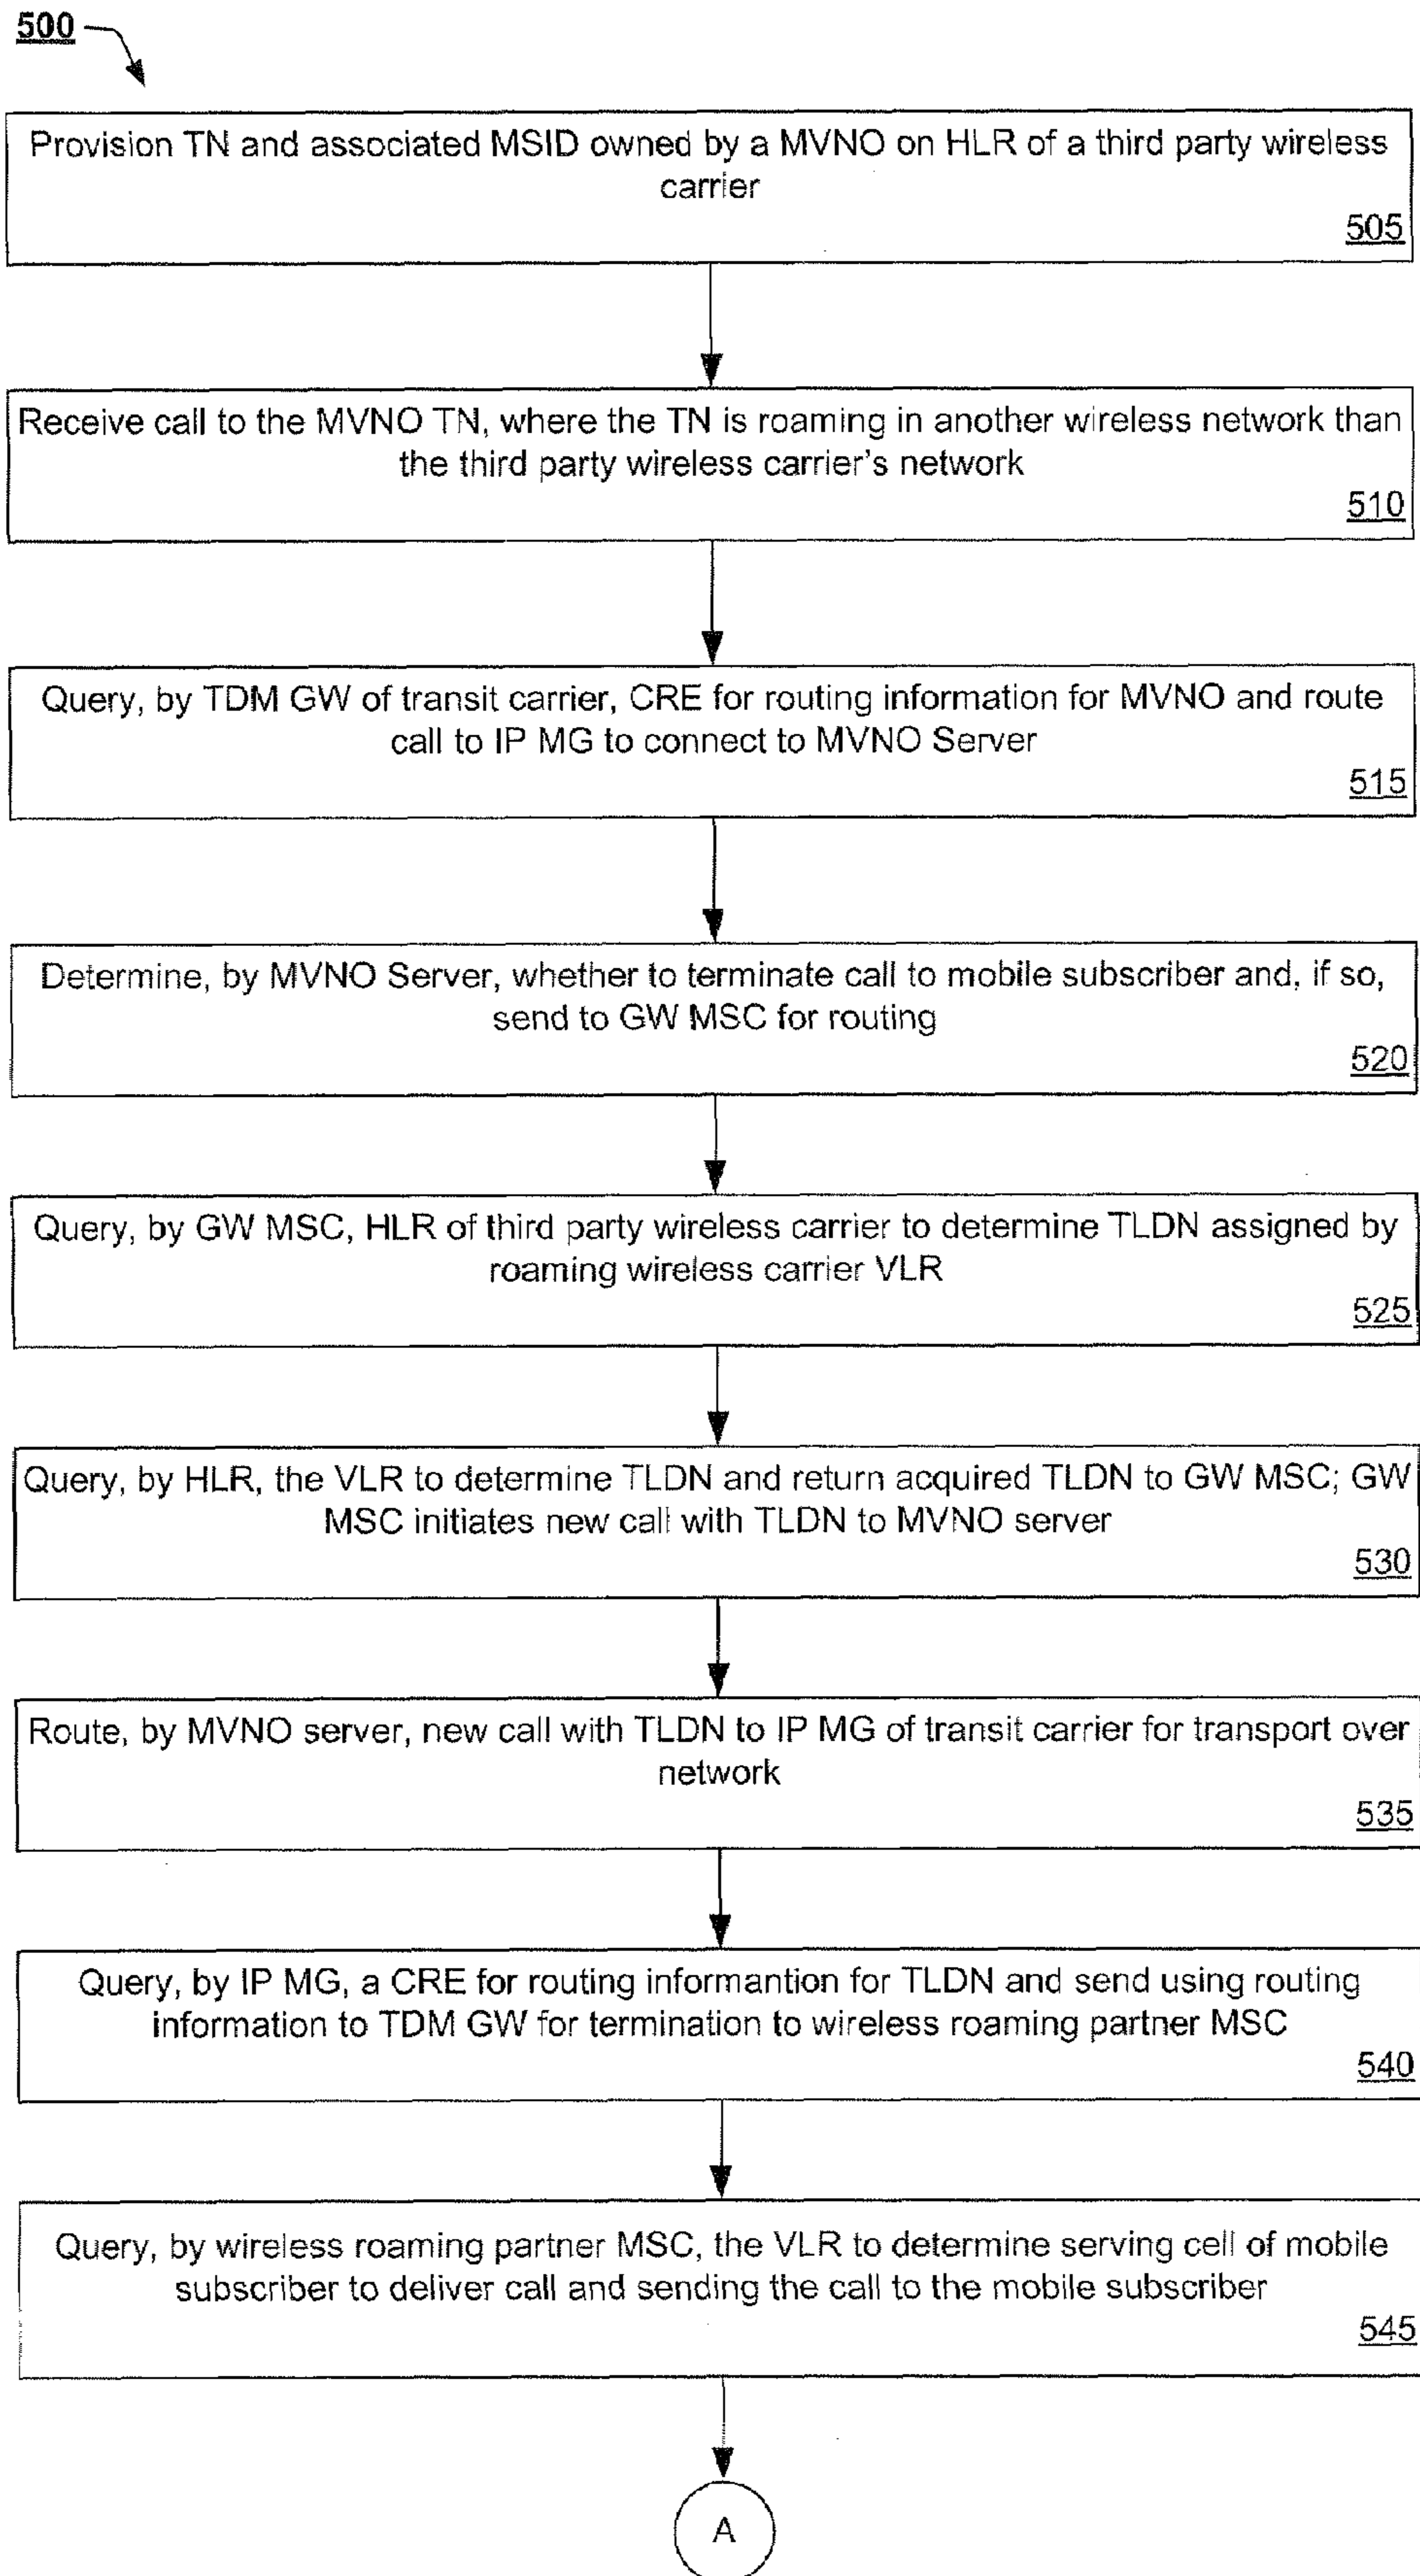 500
Provision TN and associated MSID owned by a MVNO on HLR of a third party wireless
carrier
505
Receive call to the MVNO TN, where the TN is roaming in another wireless network than
the third party wireless carrier's network
510
Query, by TDM GW of transit carrier, CRE for routing information for MVNO and route
call to IP MG to connect to MVNO Server
515
Determine, by MVNO Server, whether to terminate call to mobile subscriber and, if so,
send to GW MSC for routing
520
Query, by GW MSC, HLR of third party wireless carrier to determine TLDN assigned by
roaming wireless carrier VLR
525
Query, by HLR, the VLR to determine TLDN and return acquired TLDN to GW MSC; GW
MSC initiates new call with TLDN to MVNO server
530
Route, by MVNO server, new call with TLDN to IP MG of transit carrier for transport over
network
535
Query, by IP MG, a CRE for routing informantion for TLDN and send using routing
information to TDM GW for termination to wireless roaming partner MSC
540
Query, by wireless roaming partner MSC, the VLR to determine serving cell of mobile
subscriber to deliver call and sending the call to the mobile subscriber
545
A